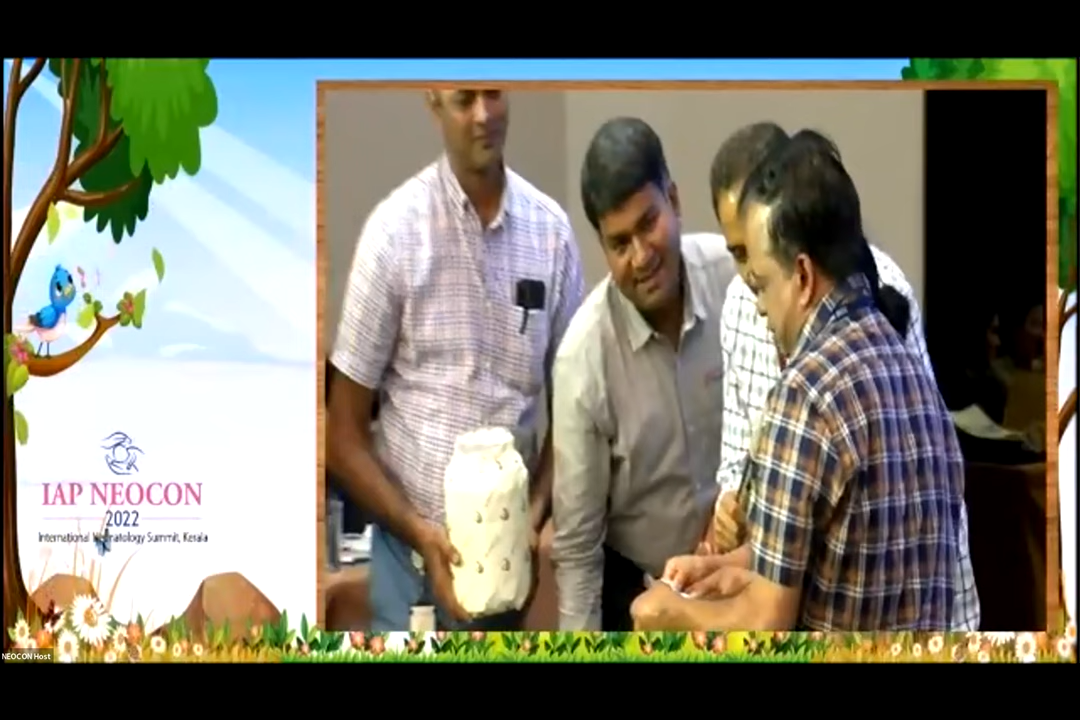 IAP NEOCON
2022
International Neonatology Summit, Kerala
NEOCON Host